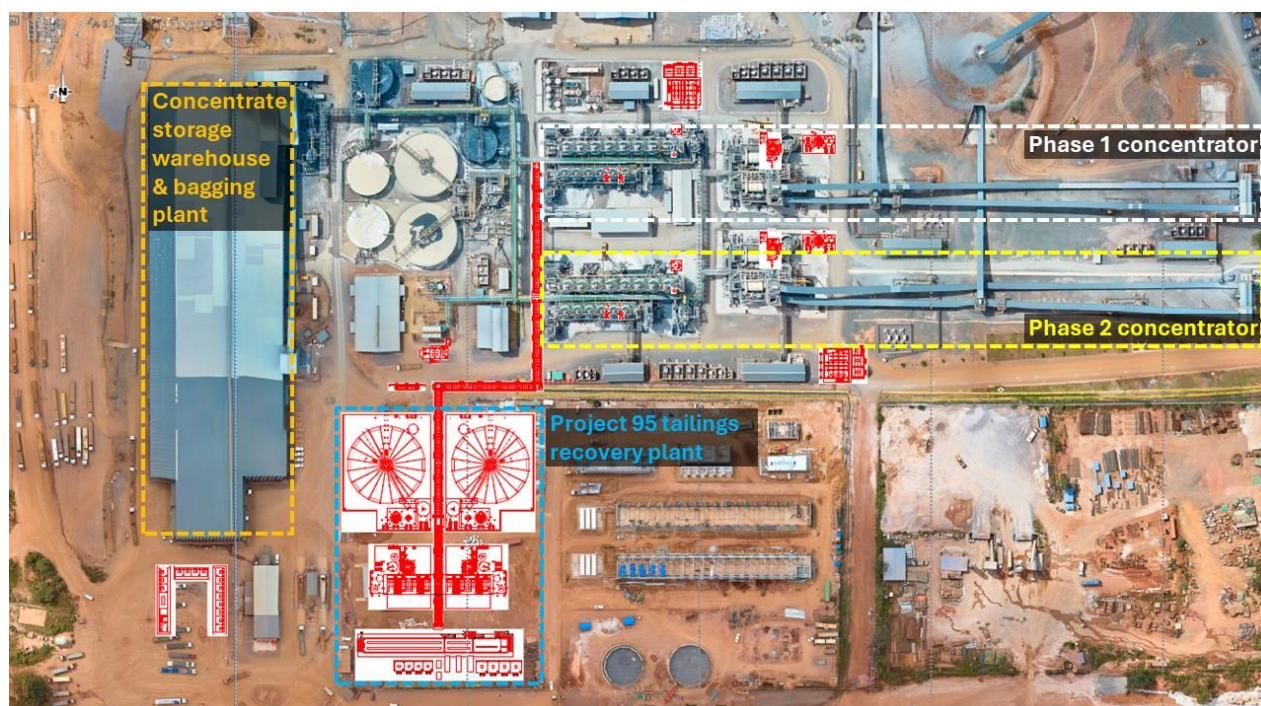 Concentrate
storage
warehouse
& bagging
plant
Phase 1 concentrator
Phase 2 concentrator
Project 95 tailings
recovery plant
N